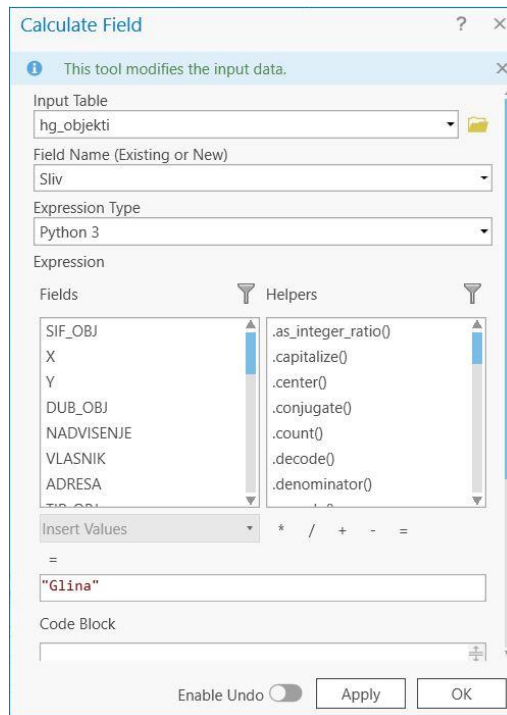 Calculate Field ? ×
This tool modifies the input data. ×
Input Table
hg_objekti
Field Name (Existing or New)
Sliv
Expression Type
Python 3
Expression
Fields
Helpers
SIF_OBJ
X
Y
DUB_OBJ
NADVISENJE
VLASNIK
ADRESA
.as_integer_ratio()
.capitalize()
.center()
.conjugate()
.count()
.decode()
.denominator()
Insert Values * / + - =
=
"Glina"
Code Block
Enable Undo Apply OK